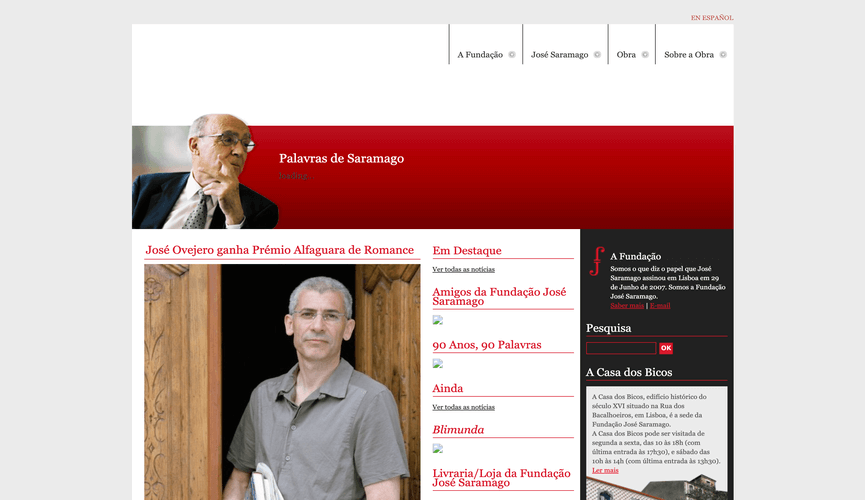 EN ESPAÑOL
A Fundação
José Saramago
Obra
Sobre a Obra
Palavras de Saramago
José Ovejero ganha Prémio Alfaguara de Romance
Em Destaque
Ver todas as notícias
Amigos da Fundação José
Saramago
90 Anos, 90 Palavras
Ainda
Ver todas as notícias
Blimunda
Livraria/Loja da Fundação
José Saramago
A Fundação
Somos o que diz o papel que José
Saramago assinou em Lisboa em 29
de Junho de 2007. Somos a Fundação
José Saramago.
Saber mais | E-mail
Pesquisa
OK
A Casa dos Bicos
A Casa dos Bicos, edifício histórico do
século XVI situado na Rua dos
Bacalhoeiros, em Lisboa, é a sede da
Fundação José Saramago.
A Casa dos Bicos pode ser visitada de
segunda a sexta, das 10 às 18h (com
última entrada às 17h30), e sábado das
10h às 14h (com última entrada às 13h30).
Ler mais